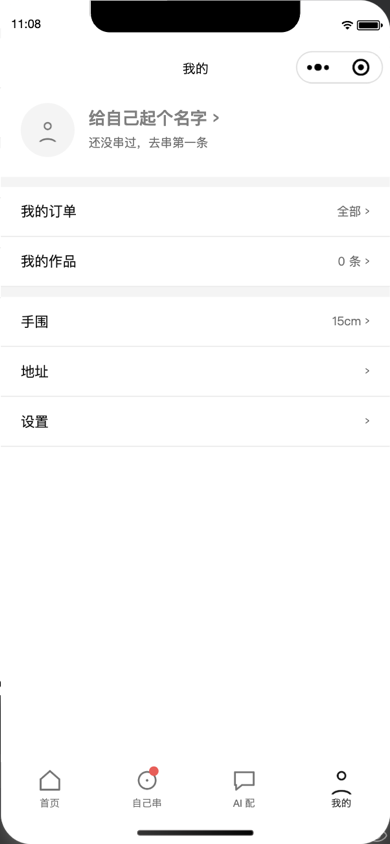 11:08
我的
给自己起个名字 >
还没串过，去串第一条
我的订单 全部 >
我的作品 0 条 >
手围 15cm >
地址 >
设置 >
首页 自己串 AI 配 我的